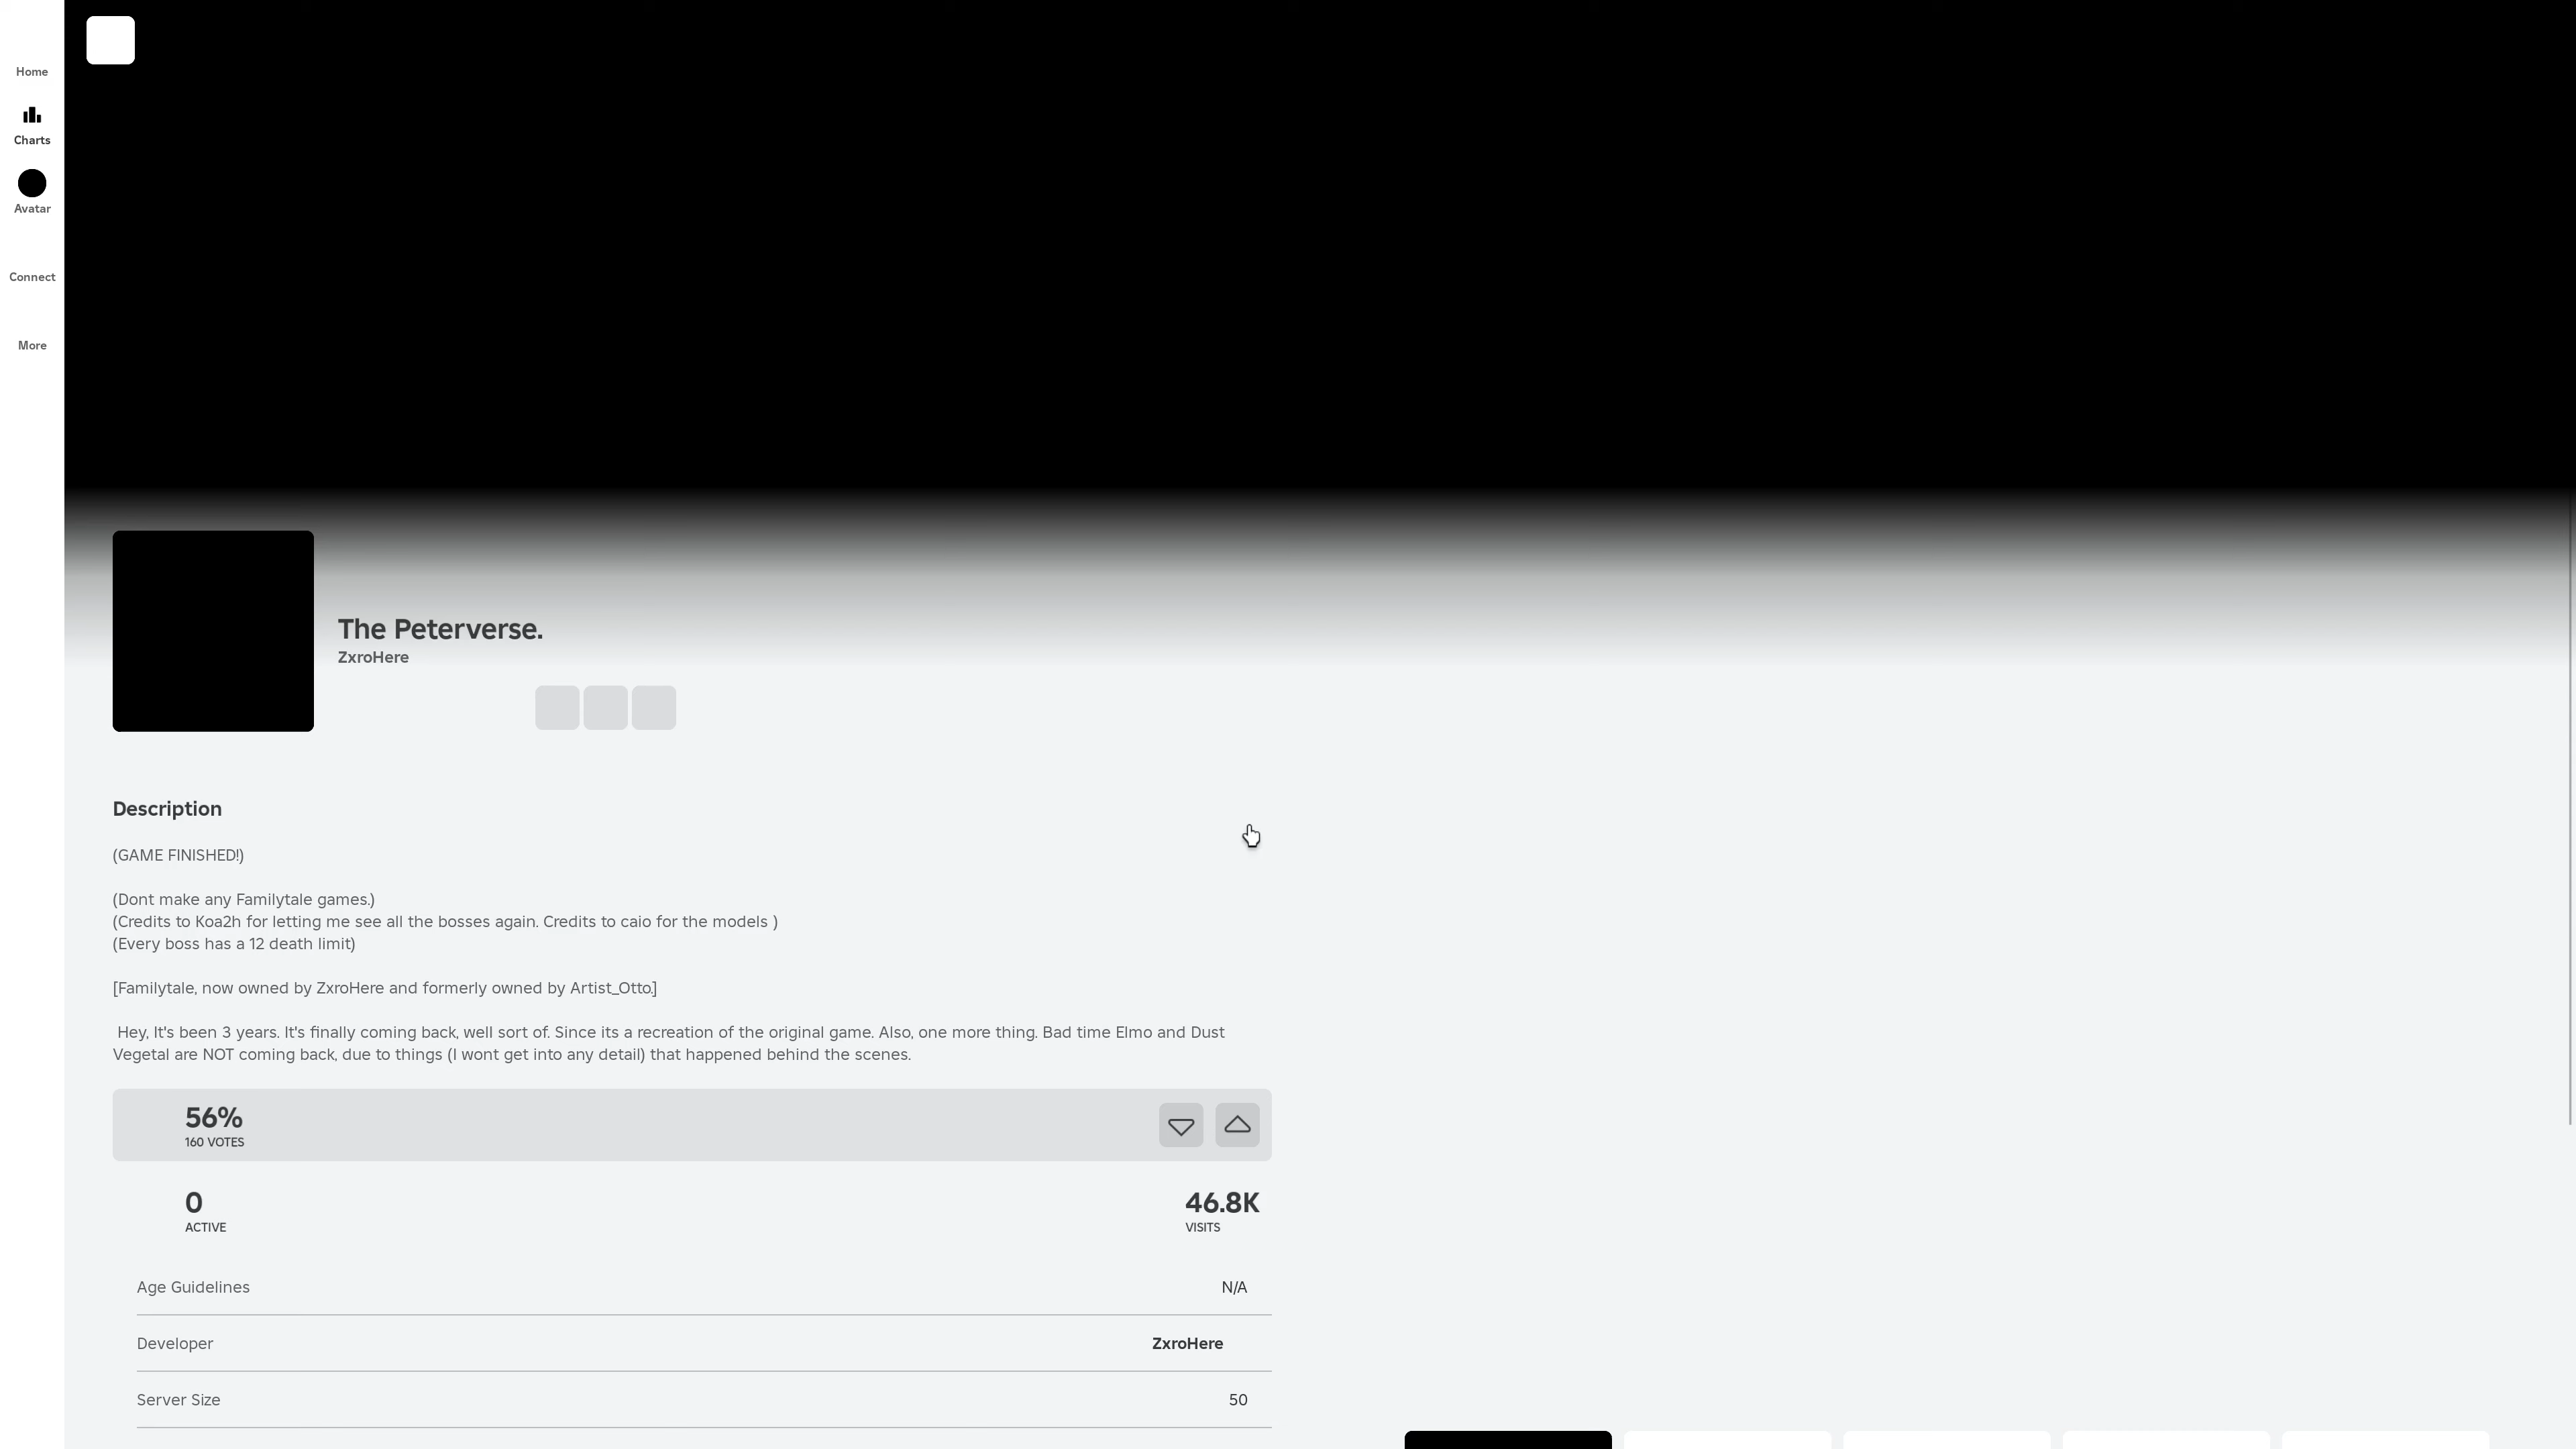 Home
Charts
Avatar
Connect
More
The Peterverse.
ZxroHere
Description
(GAME FINISHED!)
(Dont make any Familytale games.)
(Credits to Koa2h for letting me see all the bosses again. Credits to caio for the models )
(Every boss has a 12 death limit)
[Familytale, now owned by ZxroHere and formerly owned by Artist_Otto.]
Hey, It's been 3 years. It's finally coming back, well sort of. Since its a recreation of the original game. Also, one more thing. Bad time Elmo and Dust
Vegetal are NOT coming back, due to things (I wont get into any detail) that happened behind the scenes.
56%
160 VOTES
0
ACTIVE
46.8K
VISITS
Age Guidelines N/A
Developer ZxroHere
Server Size 50